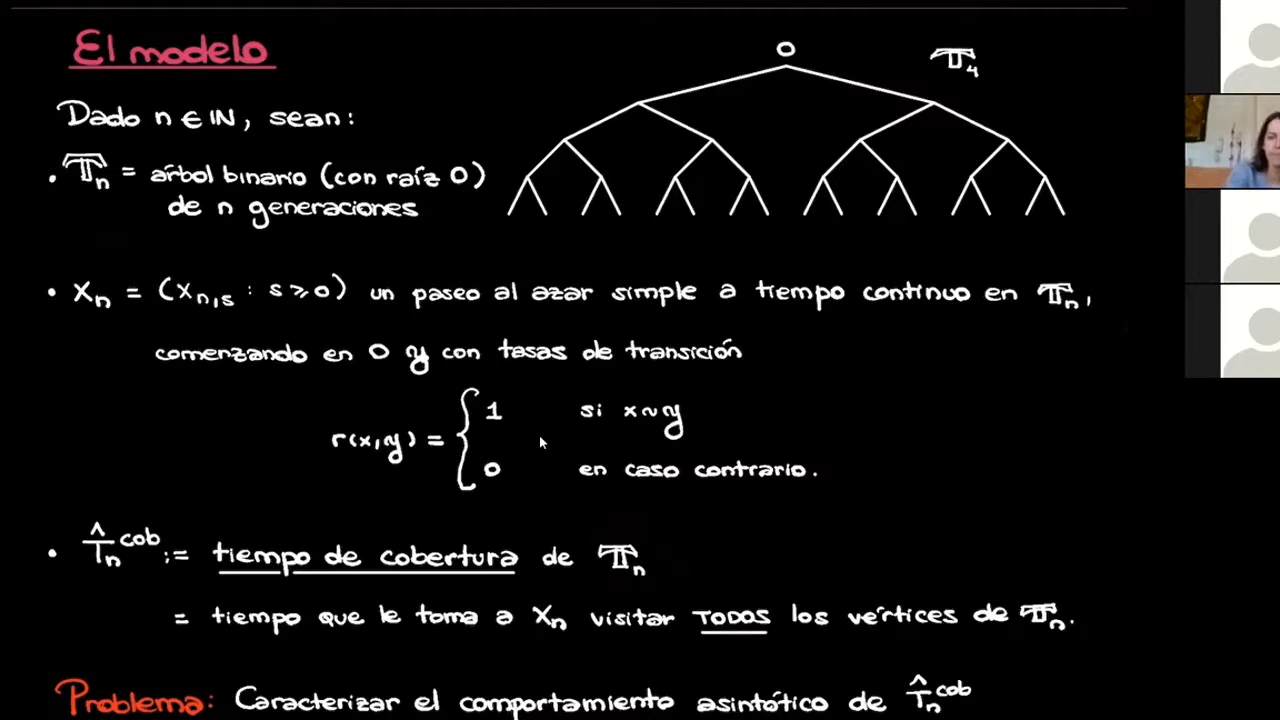 El modelo
0
𝕋₄
Dado n ∈ ℕ, sean:
• 𝕋ₙ = árbol binario (con raíz 0)
de n generaciones
• Xₙ = (Xₙ,ₛ : s ⩾ 0) un paseo al azar simple a tiempo continuo en 𝕋ₙ,
comenzando en 0 y con tasas de transición
r(x,y) = { 1 si x~y
0 en caso contrario.
• T̂ₙ^cob := tiempo de cobertura de 𝕋ₙ
= tiempo que le toma a Xₙ visitar TODOS los vértices de 𝕋ₙ.
Problema: Caracterizar el comportamiento asintótico de T̂ₙ^cob